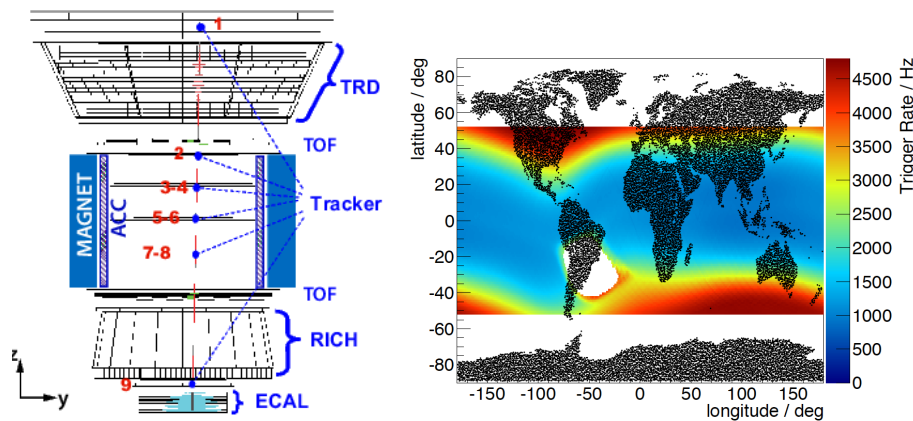 1
TRD
TOF
2
3-4
5-6
7-8
Tracker
MAGNET
ACC
TOF
RICH
9
ECAL
z
y
latitude / deg
80
60
40
20
0
-20
-40
-60
-80
-150 -100 -50 0 50 100 150
longitude / deg
Trigger Rate / Hz
4500
4000
3500
3000
2500
2000
1500
1000
500
0